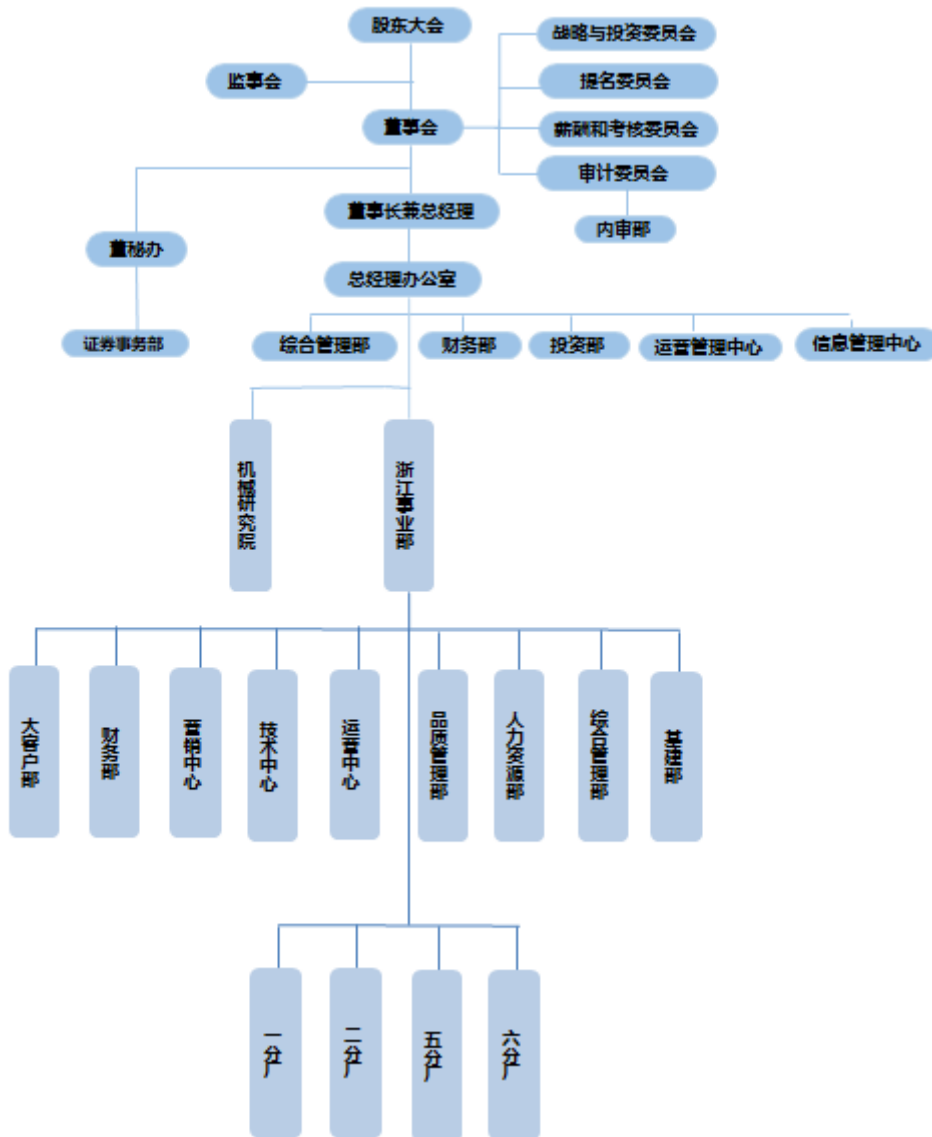 股东大会
战略与投资委员会
监事会
提名委员会
董事会
薪酬和考核委员会
审计委员会
董事长兼总经理
内审部
董秘办
总经理办公室
证券事务部
综合管理部
财务部
投资部
运营管理中心
信息管理中心
机械研究院
浙江事业部
大客户部
财务部
营销中心
技术中心
运营中心
品质管理部
人力资源部
综合管理部
基建部
一分厂
二分厂
五分厂
六分厂